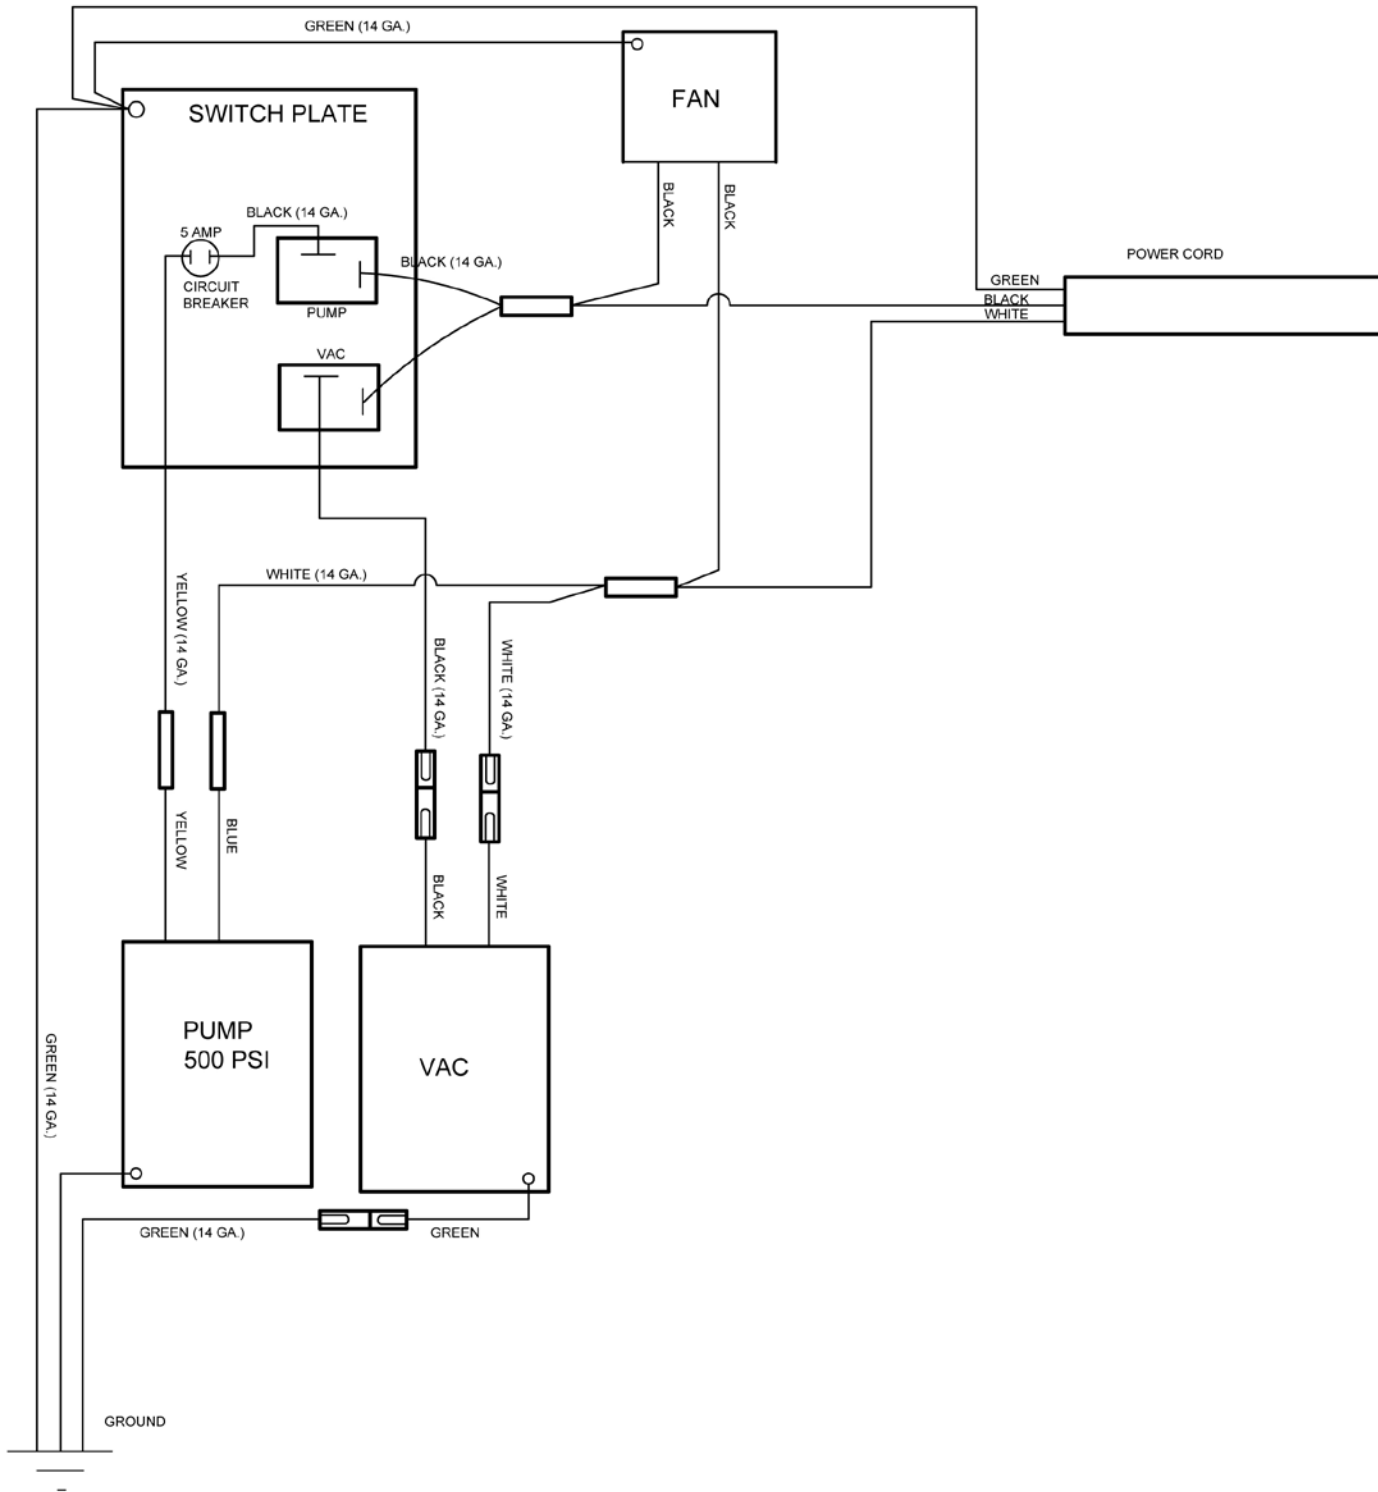 GREEN (14 GA.)
FAN
SWITCH PLATE
BLACK
BLACK
BLACK (14 GA.)
5 AMP
CIRCUIT
BREAKER
PUMP
BLACK (14 GA.)
POWER CORD
GREEN
BLACK
WHITE
VAC
WHITE (14 GA.)
YELLOW (14 GA.)
BLACK (14 GA.)
WHITE (14 GA.)
YELLOW
BLUE
BLACK
WHITE
PUMP
500 PSI
VAC
GREEN (14 GA.)
GREEN (14 GA.)
GREEN
GROUND